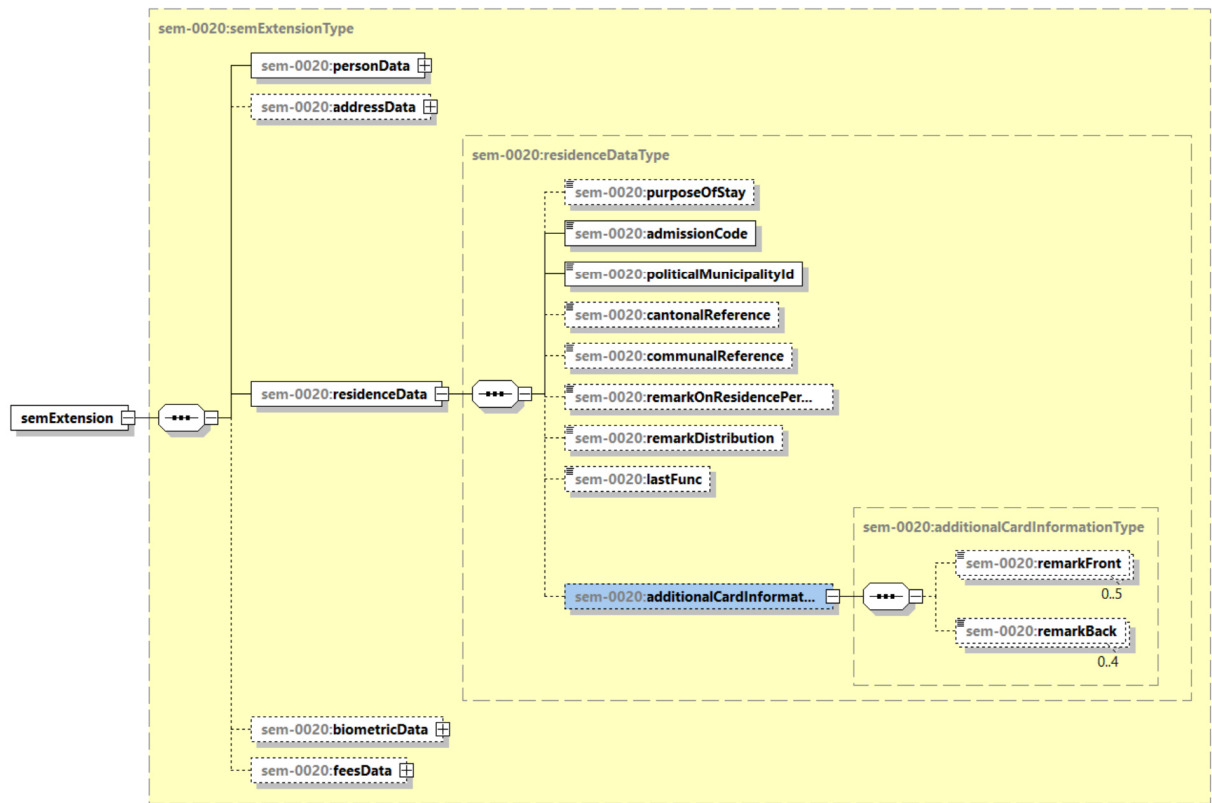 sem-0020:semExtensionType
sem-0020:personData
sem-0020:addressData
sem-0020:residenceDataType
sem-0020:purposeOfStay
sem-0020:admissionCode
sem-0020:politicalMunicipalityId
sem-0020:cantonalReference
sem-0020:communalReference
sem-0020:residenceData
sem-0020:remarkOnResidencePer...
semExtension
sem-0020:remarkDistribution
sem-0020:lastFunc
sem-0020:additionalCardInformationType
sem-0020:remarkFront
0..5
sem-0020:additionalCardInformat...
sem-0020:remarkBack
0..4
sem-0020:biometricData
sem-0020:feesData